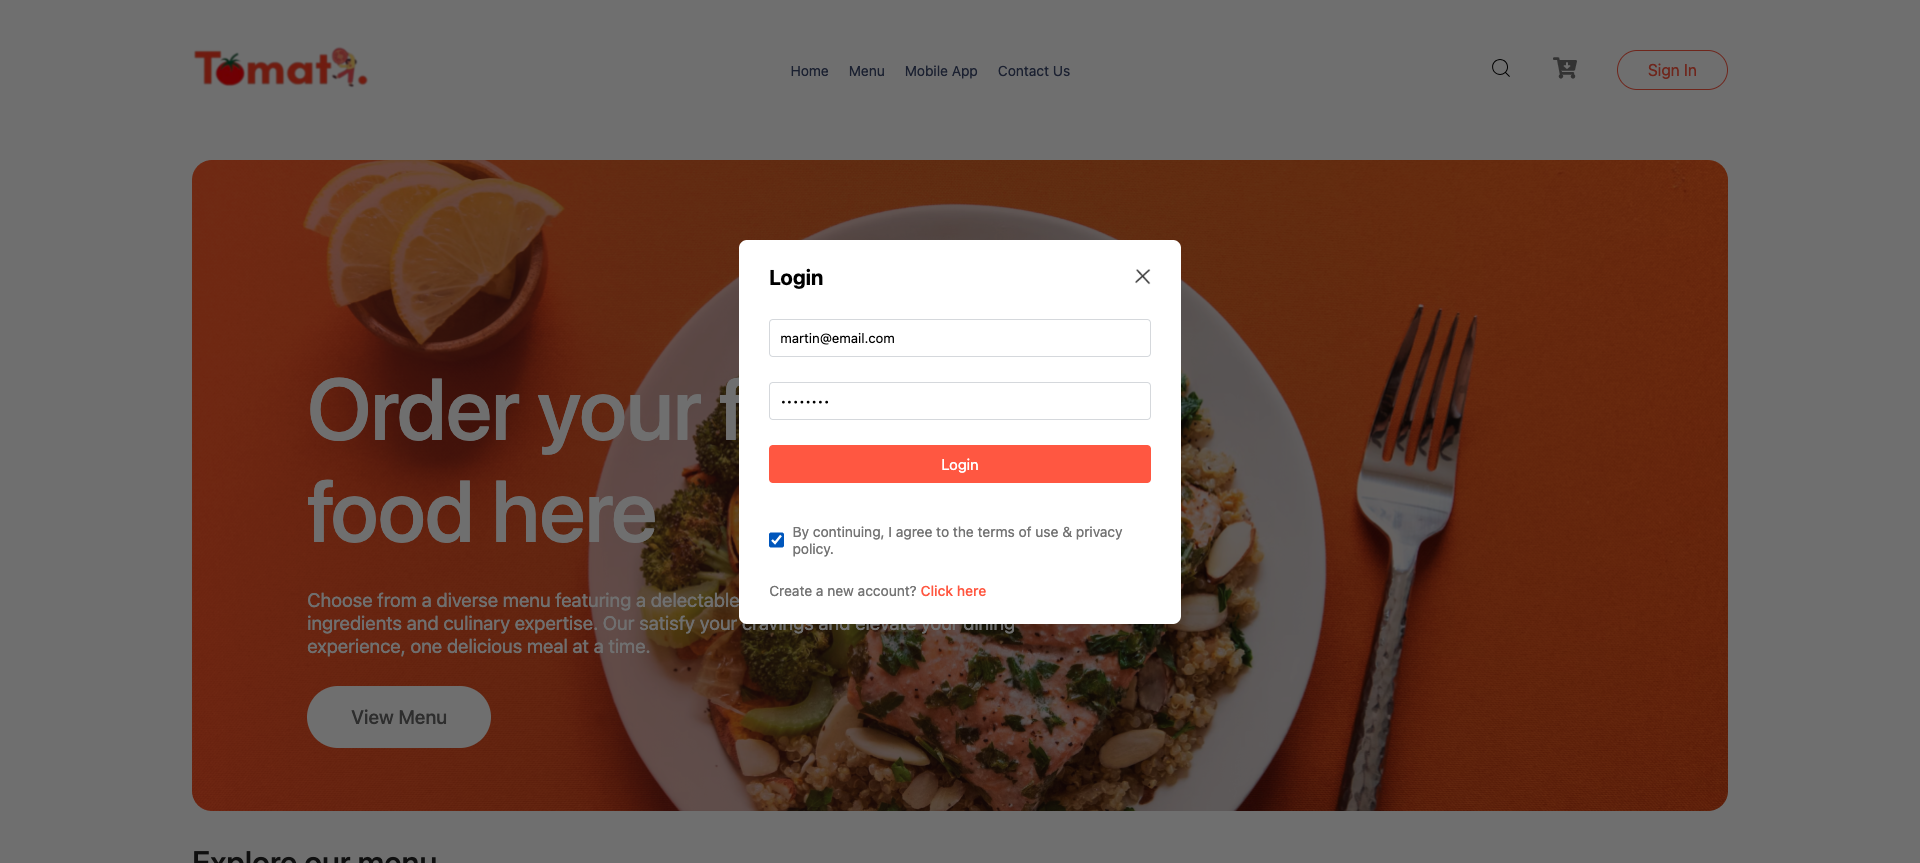 Tomat.
Home Menu Mobile App Contact Us
Sign In
Login
martin@email.com
Login
By continuing, I agree to the terms of use & privacy
policy.
Create a new account? Click here
Order your f
food here
Choose from a diverse menu featuring a delectable
ingredients and culinary expertise. Our satisfy your cravings and elevate your dining
experience, one delicious meal at a time.
View Menu
Explore our menu